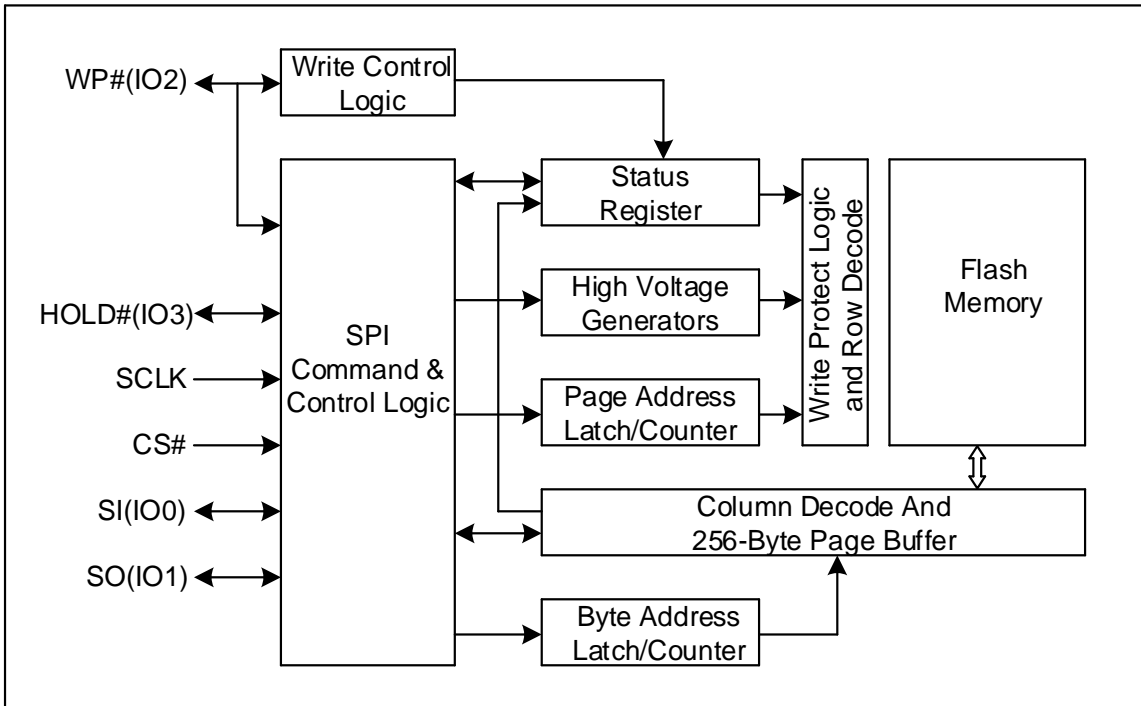 WP#(IO2)
Write Control
Logic
HOLD#(IO3)
SCLK
CS#
SI(IO0)
SO(IO1)
SPI
Command &
Control Logic
Status
Register
High Voltage
Generators
Page Address
Latch/Counter
Write Protect Logic
and Row Decode
Flash
Memory
Column Decode And
256-Byte Page Buffer
Byte Address
Latch/Counter